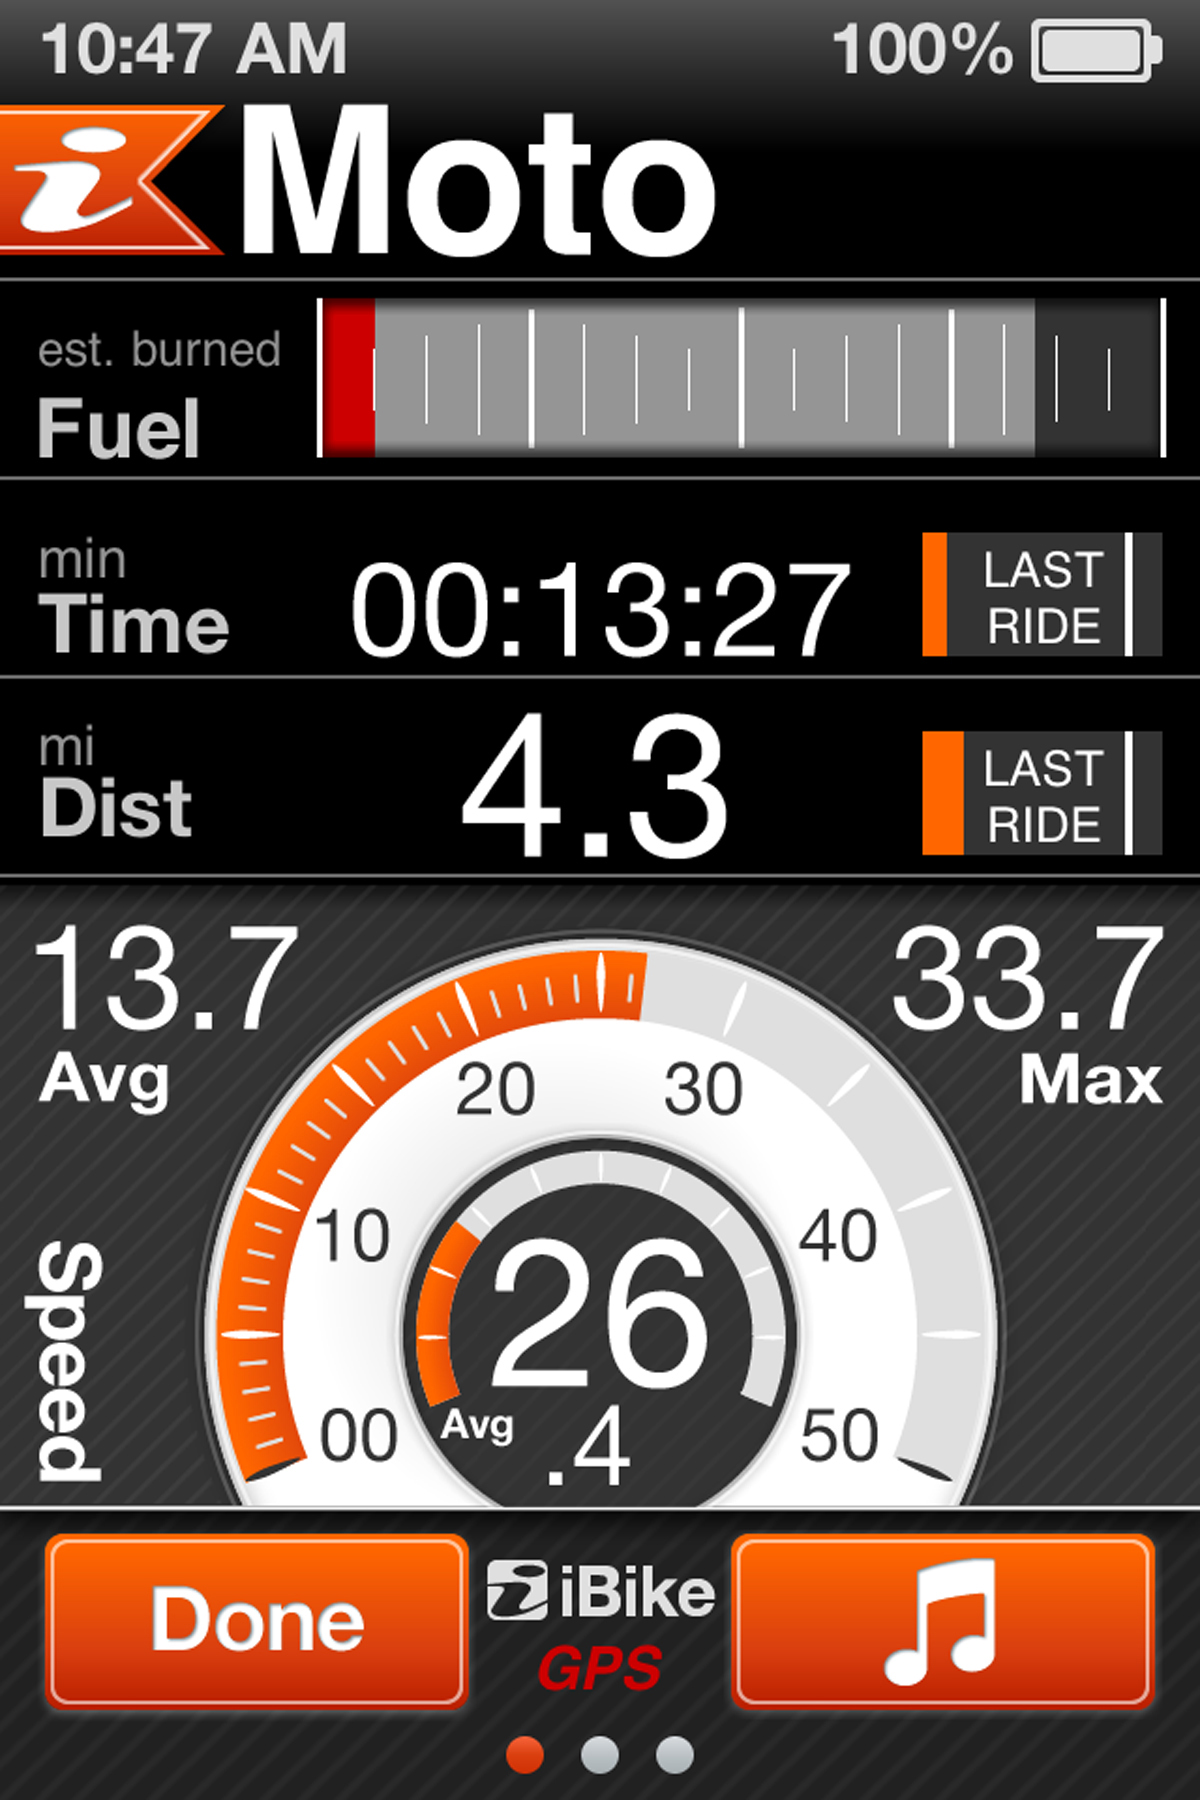 10:47 AM 100%
i Moto
est. burned
Fuel
min
Time 00:13:27 LAST RIDE
mi
Dist 4.3 LAST RIDE
13.7 33.7
Avg Max
20 30
10 40
26
Speed
00 50
Avg .4
Done iBike
GPS